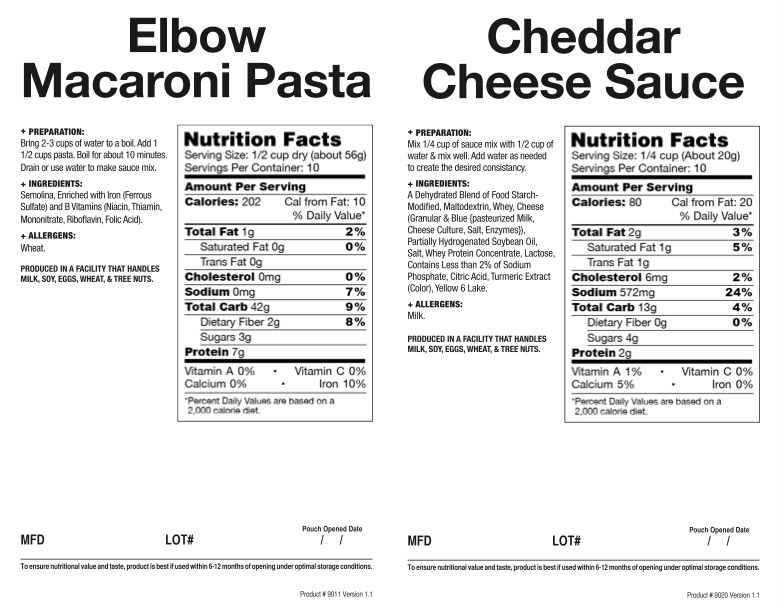 Elbow
Macaroni Pasta
+ PREPARATION:
Bring 2-3 cups of water to a boil. Add 1
1/2 cups pasta. Boil for about 10 minutes.
Drain or use water to make sauce mix.
+ INGREDIENTS:
Semolina, Enriched with Iron (Ferrous
Sulfate) and B Vitamins (Niacin, Thiamin,
Mononitrate, Riboflavin, Folic Acid).
+ ALLERGENS:
Wheat.
PRODUCED IN A FACILITY THAT HANDLES
MILK, SOY, EGGS, WHEAT, & TREE NUTS.
Nutrition Facts
Serving Size: 1/2 cup dry (about 56g)
Servings Per Container: 10
Amount Per Serving
Calories: 202 Cal from Fat: 10
% Daily Value*
Total Fat 1g 2%
Saturated Fat 0g 0%
Trans Fat 0g
Cholesterol 0mg 0%
Sodium 0mg 7%
Total Carb 42g 9%
Dietary Fiber 2g 8%
Sugars 3g
Protein 7g
Vitamin A 0% • Vitamin C 0%
Calcium 0% • Iron 10%
*Percent Daily Values are based on a
2,000 calorie diet.
Pouch Opened Date
MFD LOT# / /
To ensure nutritional value and taste, product is best if used within 6-12 months of opening under optimal storage conditions.
Product # 9011 Version 1.1
Cheddar
Cheese Sauce
+ PREPARATION:
Mix 1/4 cup of sauce mix with 1/2 cup of
water & mix well. Add water as needed
to create the desired consistancy.
+ INGREDIENTS:
A Dehydrated Blend of Food Starch-
Modified, Maltodextrin, Whey, Cheese
(Granular & Blue {pasteurized Milk,
Cheese Culture, Salt, Enzymes}),
Partially Hydrogenated Soybean Oil,
Salt, Whey Protein Concentrate, Lactose,
Contains Less than 2% of Sodium
Phosphate, Citric Acid, Turmeric Extract
(Color), Yellow 6 Lake.
+ ALLERGENS:
Milk.
PRODUCED IN A FACILITY THAT HANDLES
MILK, SOY, EGGS, WHEAT, & TREE NUTS.
Nutrition Facts
Serving Size: 1/4 cup (About 20g)
Servings Per Container: 10
Amount Per Serving
Calories: 80 Cal from Fat: 20
% Daily Value*
Total Fat 2g 3%
Saturated Fat 1g 5%
Trans Fat 1g
Cholesterol 6mg 2%
Sodium 572mg 24%
Total Carb 13g 4%
Dietary Fiber 0g 0%
Sugars 4g
Protein 2g
Vitamin A 1% • Vitamin C 0%
Calcium 5% • Iron 0%
*Percent Daily Values are based on a
2,000 calorie diet.
Pouch Opened Date
MFD LOT# / /
To ensure nutritional value and taste, product is best if used within 6-12 months of opening under optimal storage conditions.
Product # 9020 Version 1.1